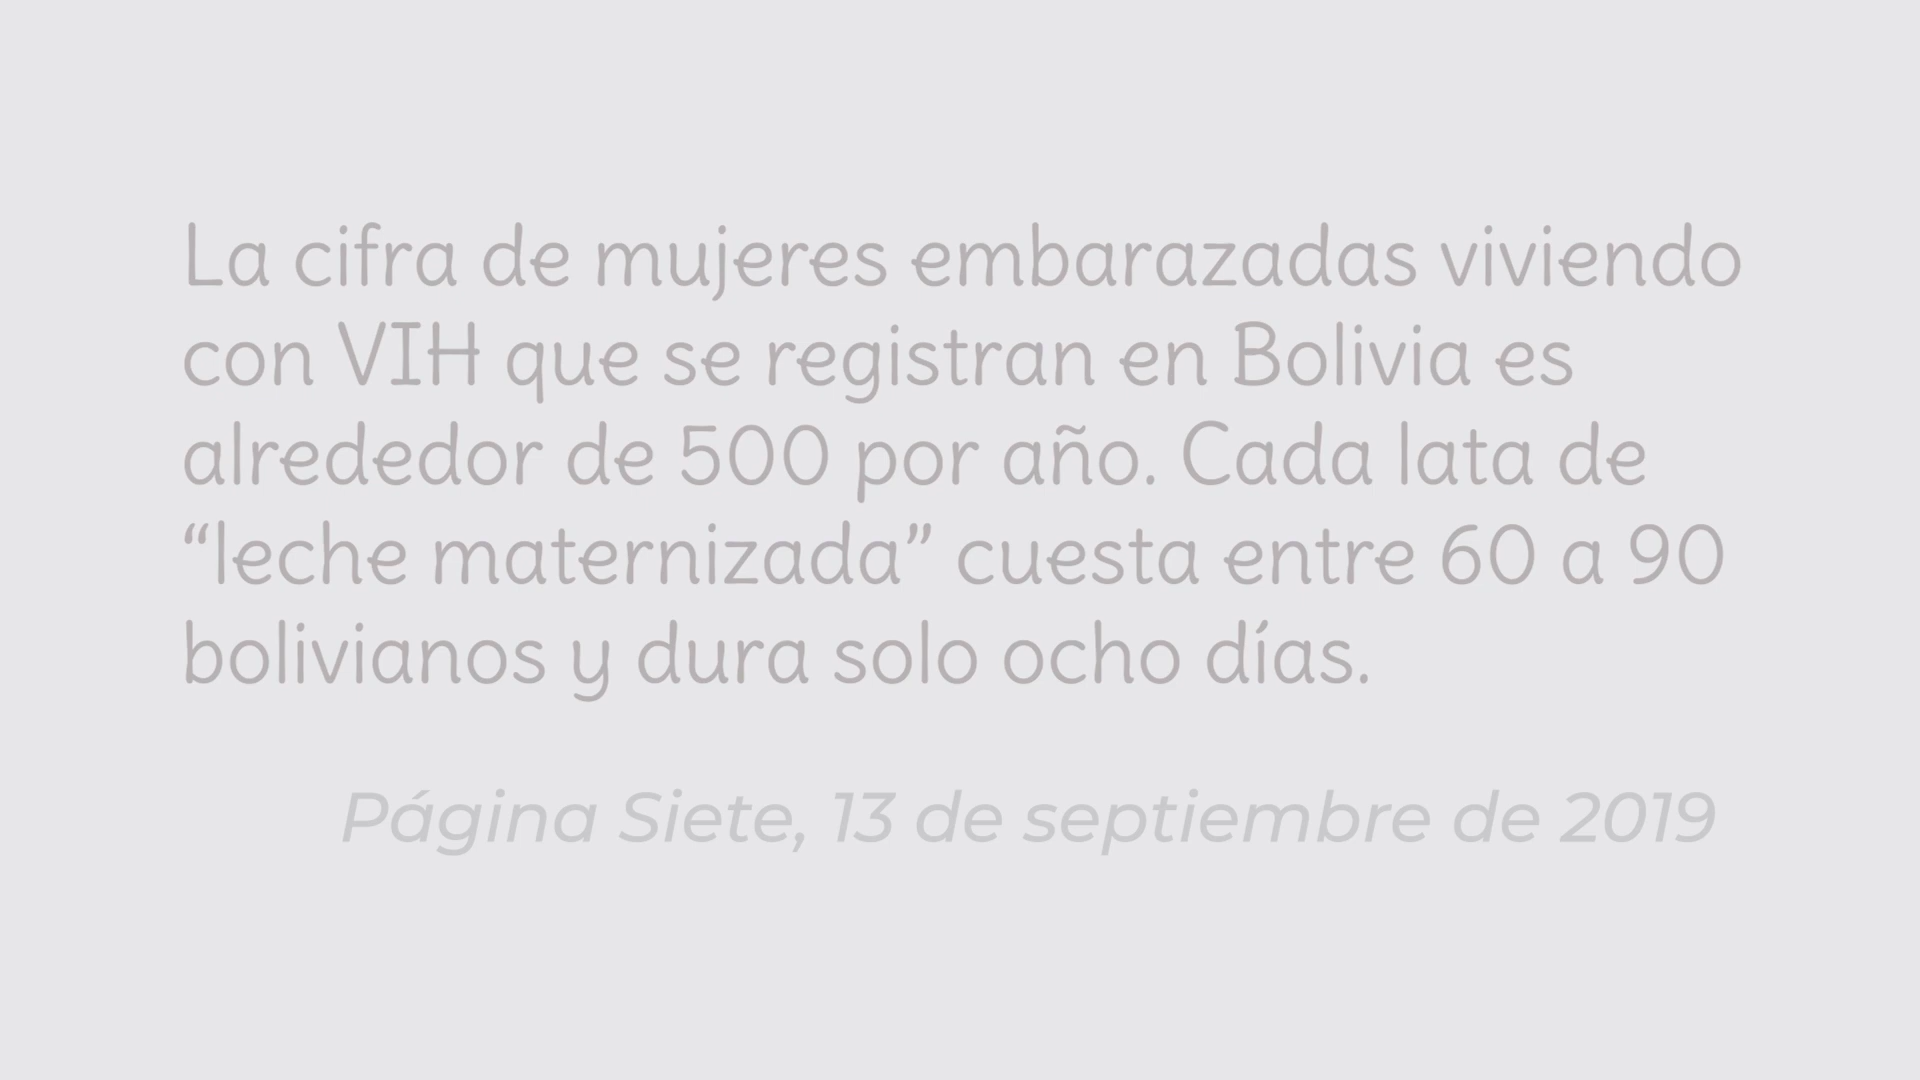 La cifra de mujeres embarazadas viviendo
con VIH que se registran en Bolivia es
alrededor de 500 por año. Cada lata de
“leche maternizada” cuesta entre 60 a 90
bolivianos y dura solo ocho días.
Página Siete, 13 de septiembre de 2019